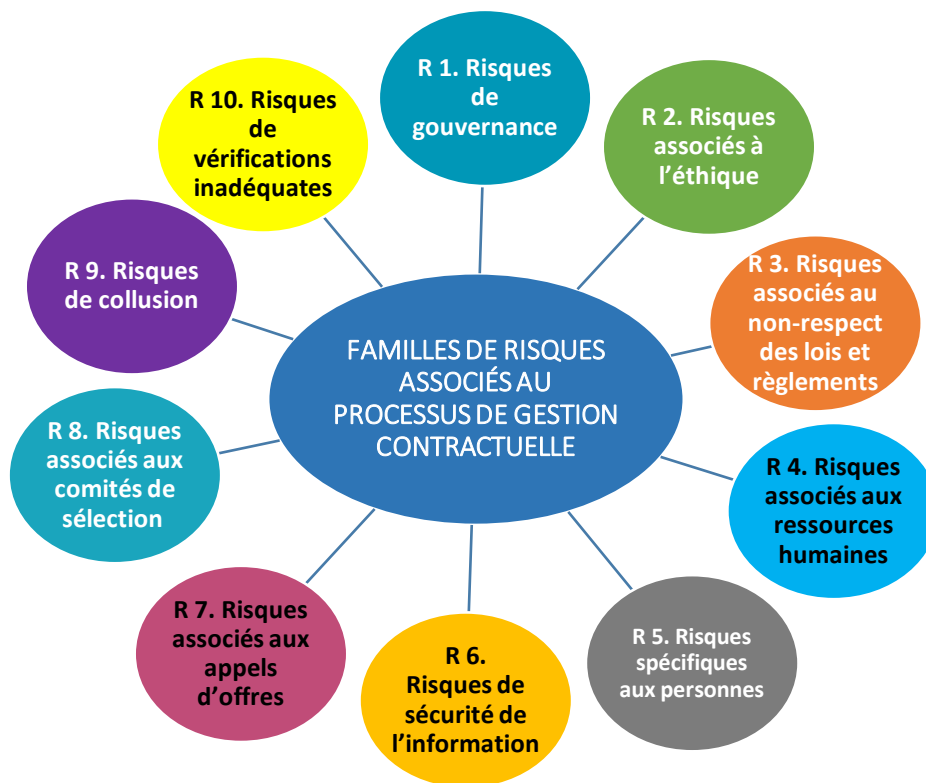 FAMILLES DE RISQUES
ASSOCIÉS AU
PROCESSUS DE GESTION
CONTRACTUELLE
R 1. Risques
de
gouvernance
R 2. Risques
associés à
l’éthique
R 3. Risques
associés au
non-respect
des lois et
règlements
R 4. Risques
associés aux
ressources
humaines
R 5. Risques
spécifiques
aux personnes
R 6.
Risques de
sécurité de
l’information
R 7. Risques
associés aux
appels
d’offres
R 8. Risques
associés aux
comités de
sélection
R 9. Risques
de collusion
R 10. Risques
de
vérifications
inadéquates